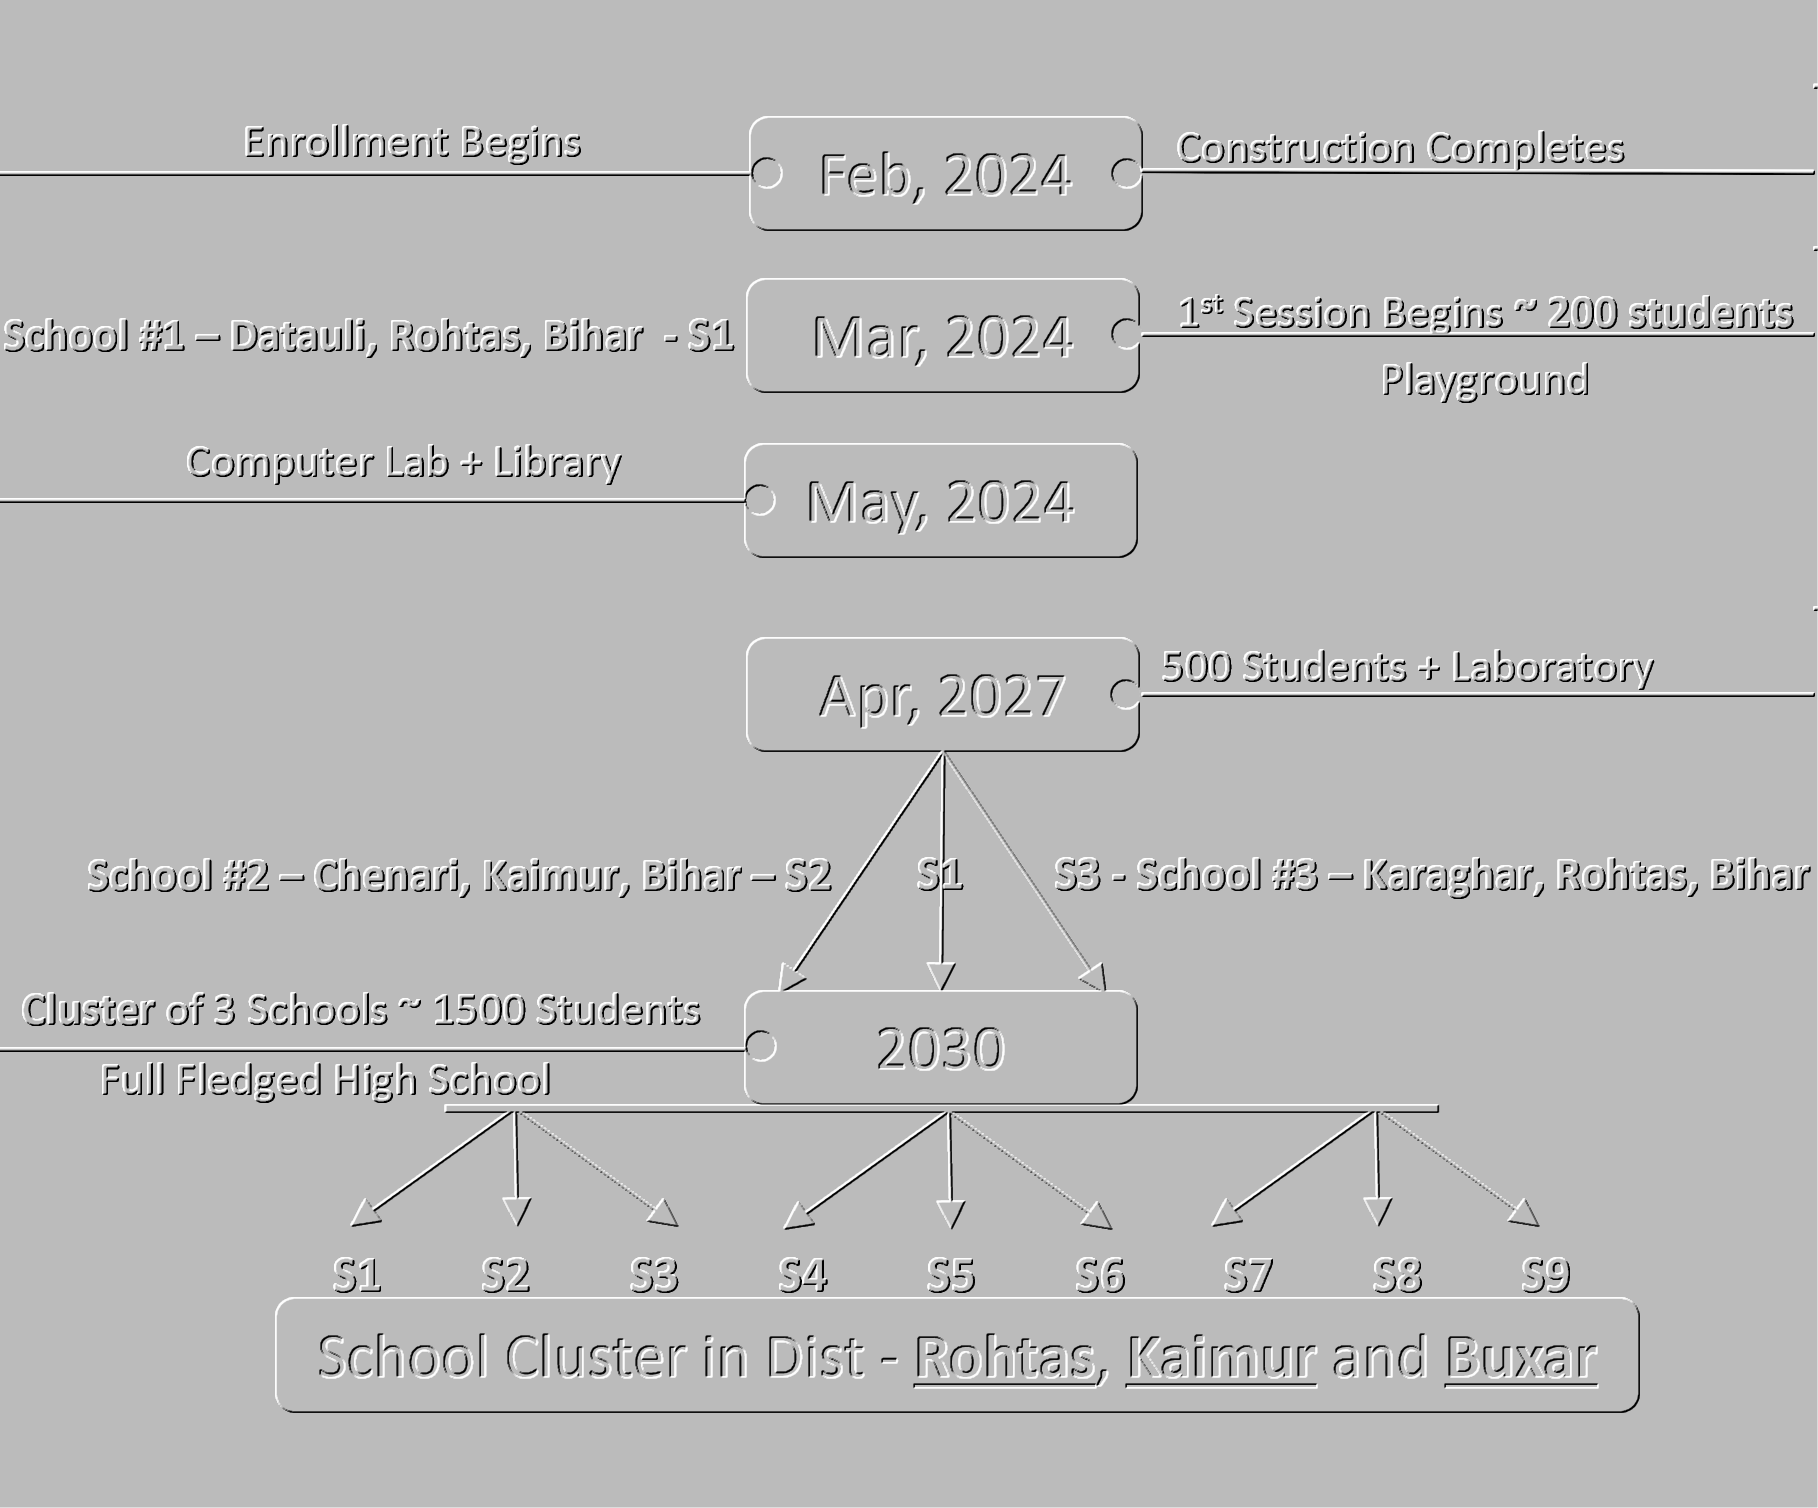 Enrollment Begins
Feb, 2024
Construction Completes
School #1 – Datauli, Rohtas, Bihar - S1
Mar, 2024
1st Session Begins ~ 200 students
Playground
Computer Lab + Library
May, 2024
Apr, 2027
500 Students + Laboratory
School #2 – Chenari, Kaimur, Bihar – S2
S1
S3 - School #3 – Karaghar, Rohtas, Bihar
Cluster of 3 Schools ~ 1500 Students
2030
Full Fledged High School
S1 S2 S3 S4 S5 S6 S7 S8 S9
School Cluster in Dist - Rohtas, Kaimur and Buxar